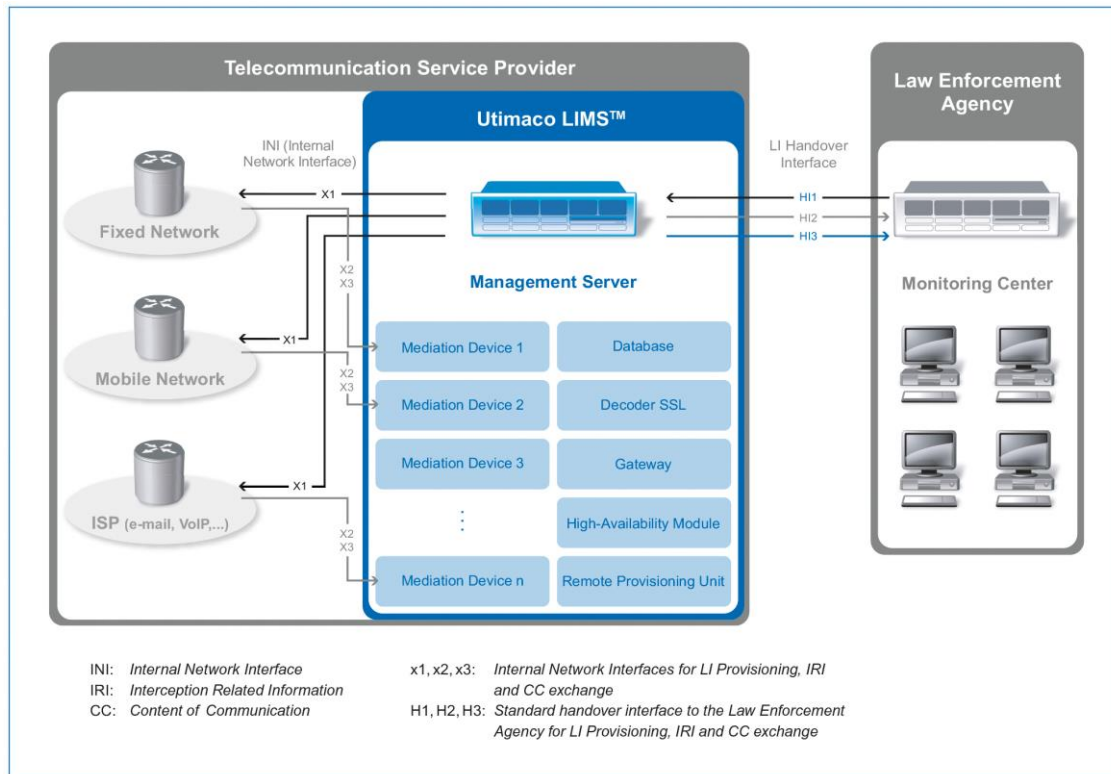 Telecommunication Service Provider
Utimaco LIMS™
Law Enforcement
Agency
INI (Internal
Network Interface)
LI Handover
Interface
X1
HI1
HI2
HI3
Fixed Network
X2
X3
Management Server
Monitoring Center
X1
Mobile Network
X2
X3
Mediation Device 1
Database
Mediation Device 2
Decoder SSL
Mediation Device 3
Gateway
X1
ISP (e-mail, VoIP,...)
X2
X3
⋮
High-Availability Module
Mediation Device n
Remote Provisioning Unit
INI: Internal Network Interface
IRI: Interception Related Information
CC: Content of Communication
x1, x2, x3: Internal Network Interfaces for LI Provisioning, IRI
and CC exchange
H1, H2, H3: Standard handover interface to the Law Enforcement
Agency for LI Provisioning, IRI and CC exchange